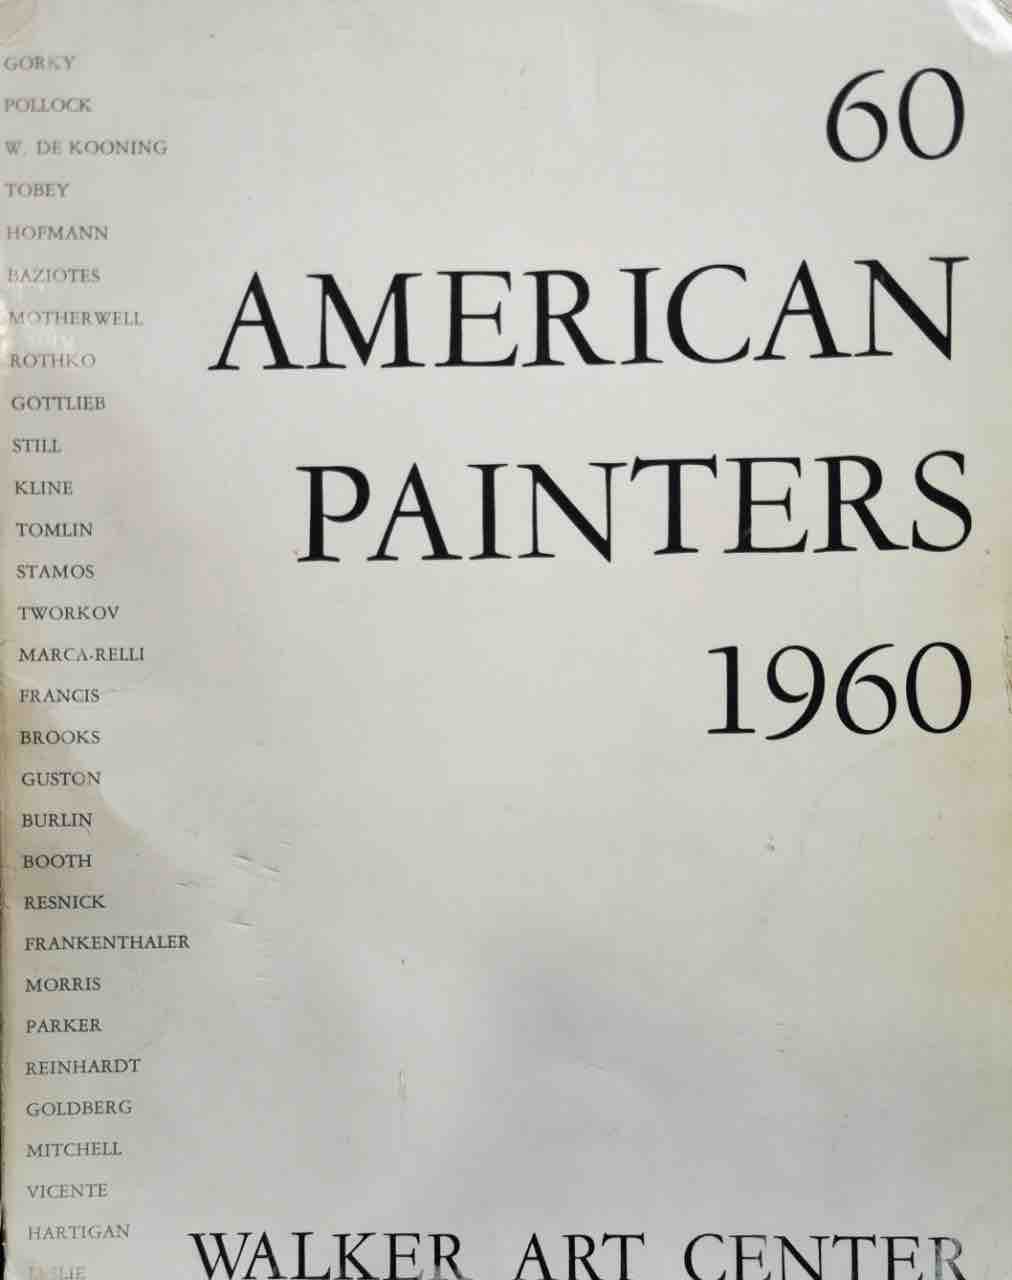 GORKY
POLLOCK
W. DE KOONING
TOBEY
HOFMANN
BAZIOTES
MOTHERWELL
ROTHKO
GOTTLIEB
STILL
KLINE
TOMLIN
STAMOS
TWORKOV
MARCA-RELLI
FRANCIS
BROOKS
GUSTON
BURLIN
BOOTH
RESNICK
FRANKENTHALER
MORRIS
PARKER
REINHARDT
GOLDBERG
MITCHELL
VICENTE
HARTIGAN
LESLIE
60
AMERICAN
PAINTERS
1960
WALKER ART CENTER